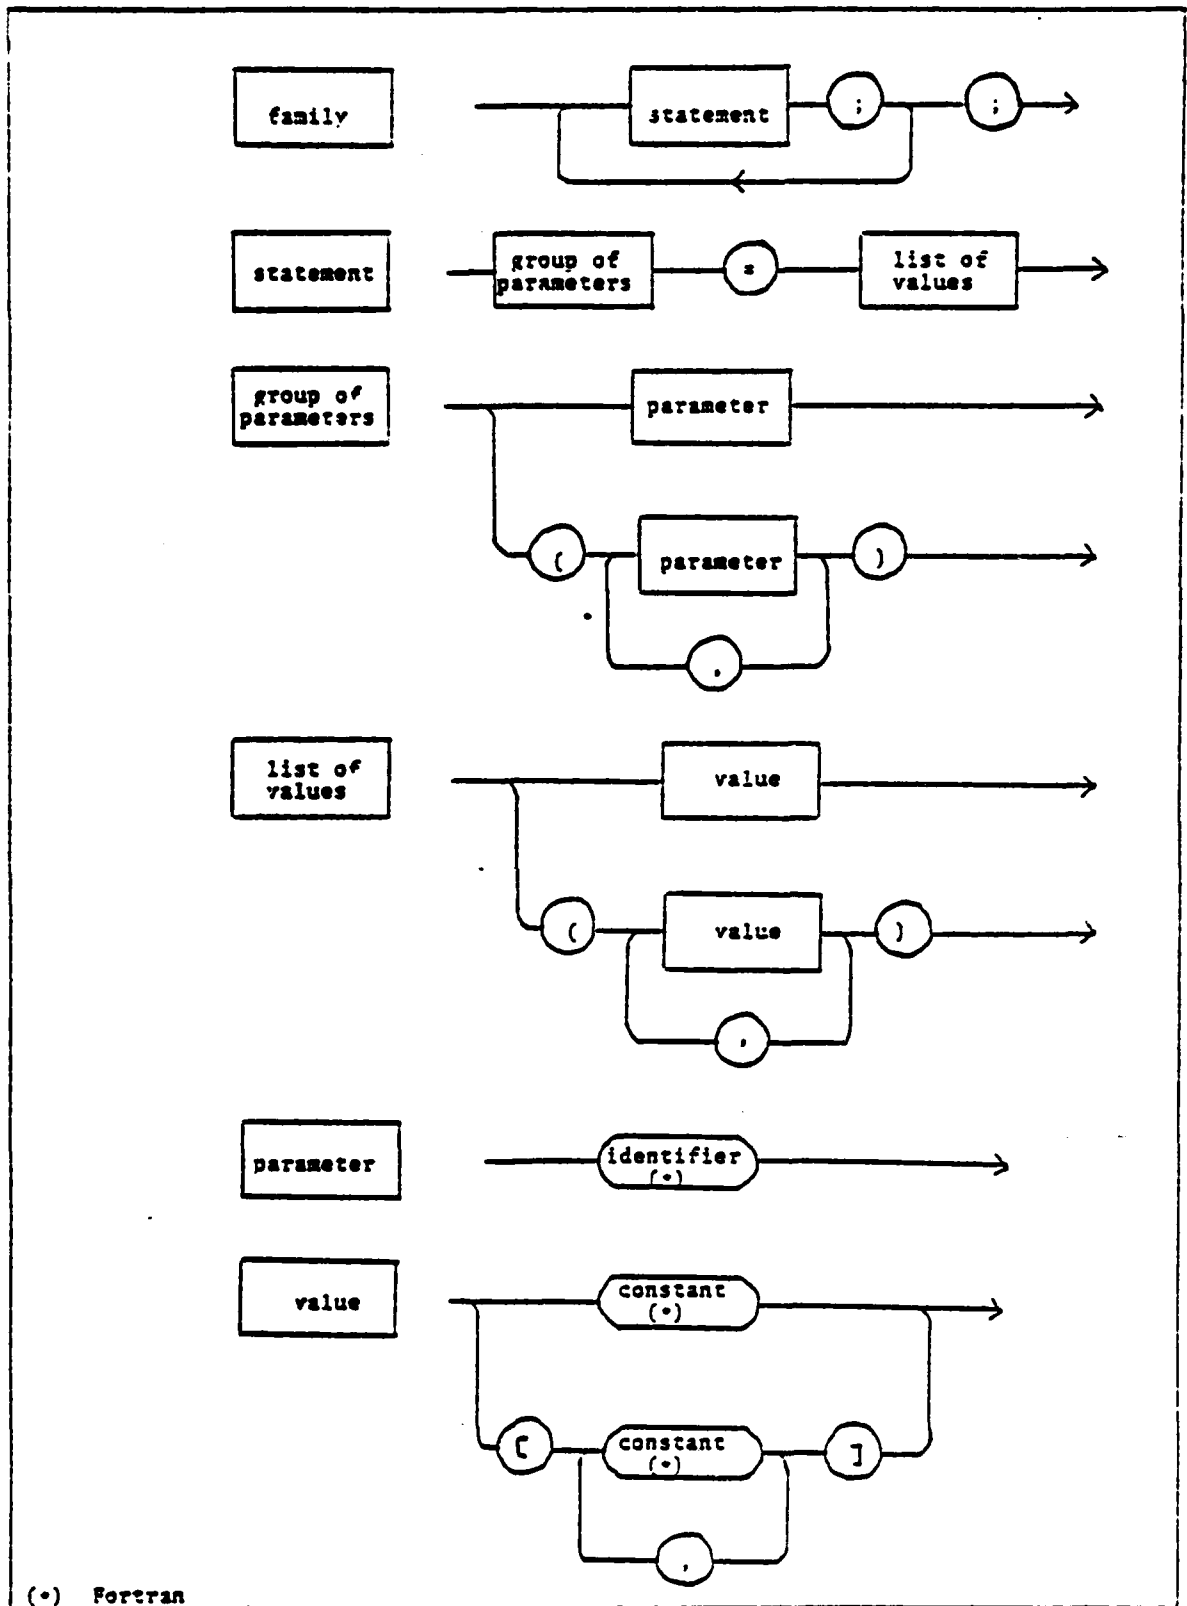 family
statement
;
;
statement
group of
parameters
=
list of
values
group of
parameters
parameter
(
parameter
)
,
list of
values
value
(
value
)
,
parameter
identifier
(*)
value
constant
(*)
[
constant
(*)
]
,
(*) Fortran